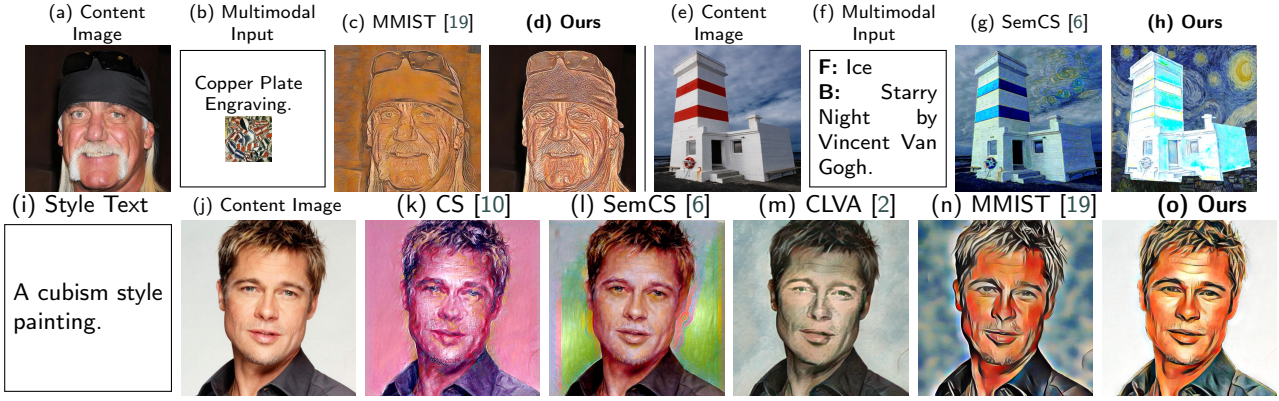 (a) Content
Image
(b) Multimodal
Input
(c) MMIST [19]
(d) Ours
(e) Content
Image
(f) Multimodal
Input
(g) SemCS [6]
(h) Ours
Copper Plate
Engraving.
F: Ice
B: Starry
Night by
Vincent Van
Gogh.
(i) Style Text
(j) Content Image
(k) CS [10]
(l) SemCS [6]
(m) CLVA [2]
(n) MMIST [19]
(o) Ours
A cubism style
painting.